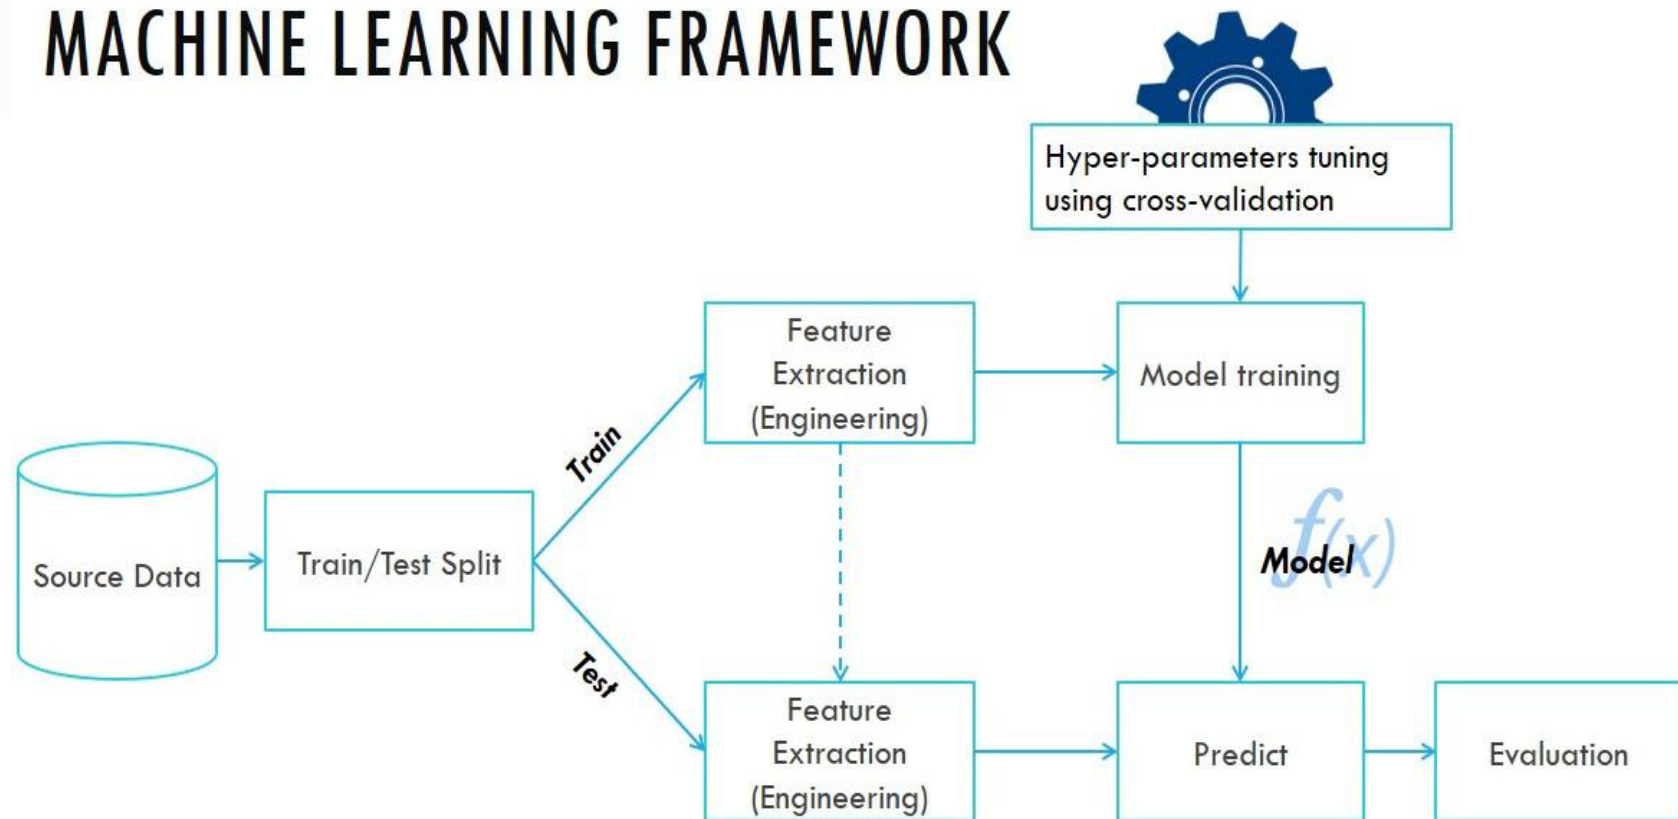 MACHINE LEARNING FRAMEWORK
Hyper-parameters tuning
using cross-validation
Feature
Extraction
(Engineering)
Model training
Train
Source Data
Train/Test Split
f(x)
Model
Test
Feature
Extraction
(Engineering)
Predict
Evaluation